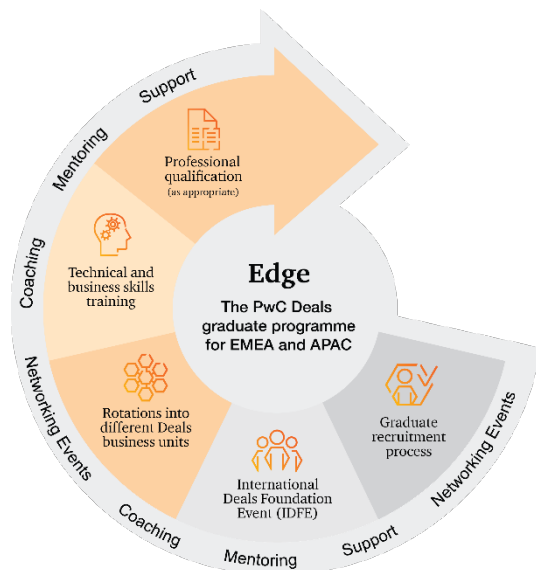 Edge
The PwC Deals
graduate programme
for EMEA and APAC
Graduate
recruitment
process
International
Deals Foundation
Event (IDFE)
Rotations into
different Deals
business units
Technical and
business skills
training
Professional
qualification
(as appropriate)
Networking Events
Support
Mentoring
Coaching
Networking Events
Coaching
Mentoring
Support